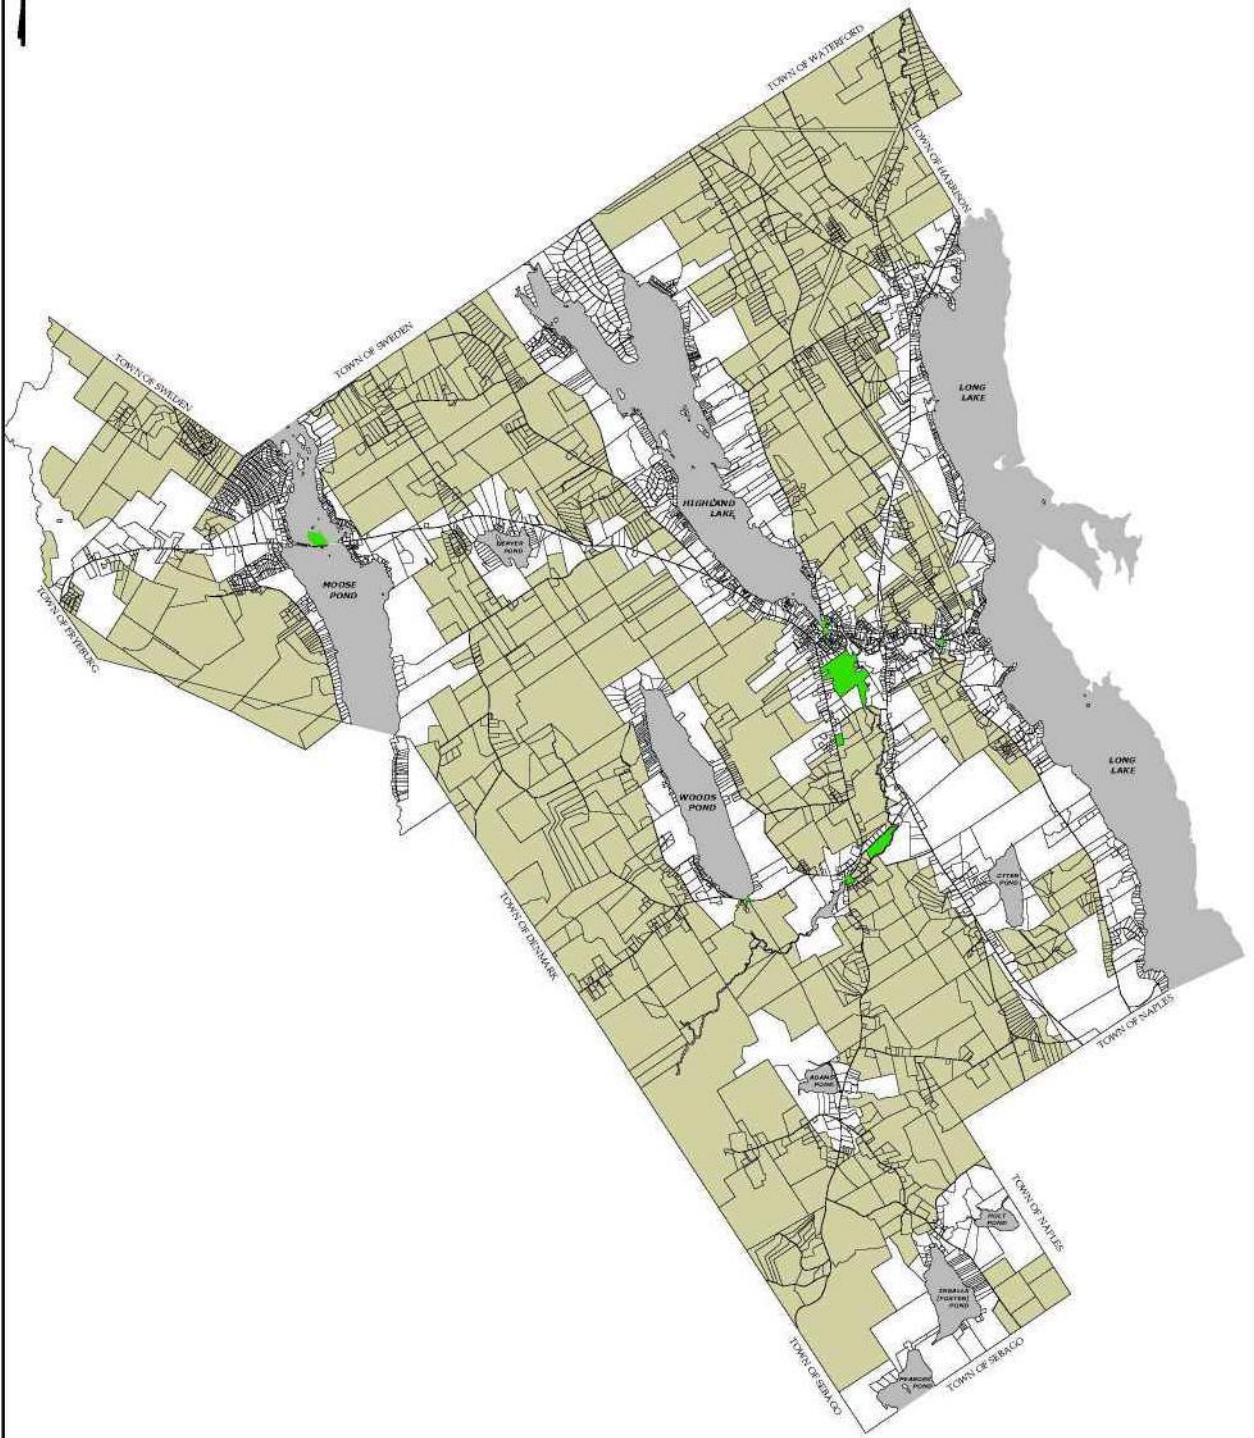 TOWN OF WATERFORD
TOWN OF HARRISON
TOWN OF SWEDEN
TOWN OF SWEDEN
LONG
LAKE
HIGHLAND
LAKE
BEAVER
POND
MOOSE
POND
TOWN OF FRYEBURG
LONG
LAKE
WOODS
POND
OTTER
POND
TOWN OF DENMARK
TOWN OF NAPLES
ADAMS
POND
TOWN OF NAPLES
HOLT
POND
INGALLS
(FOSTER)
POND
TOWN OF SEBAGO
TOWN OF SEBAGO
PEABODY
POND